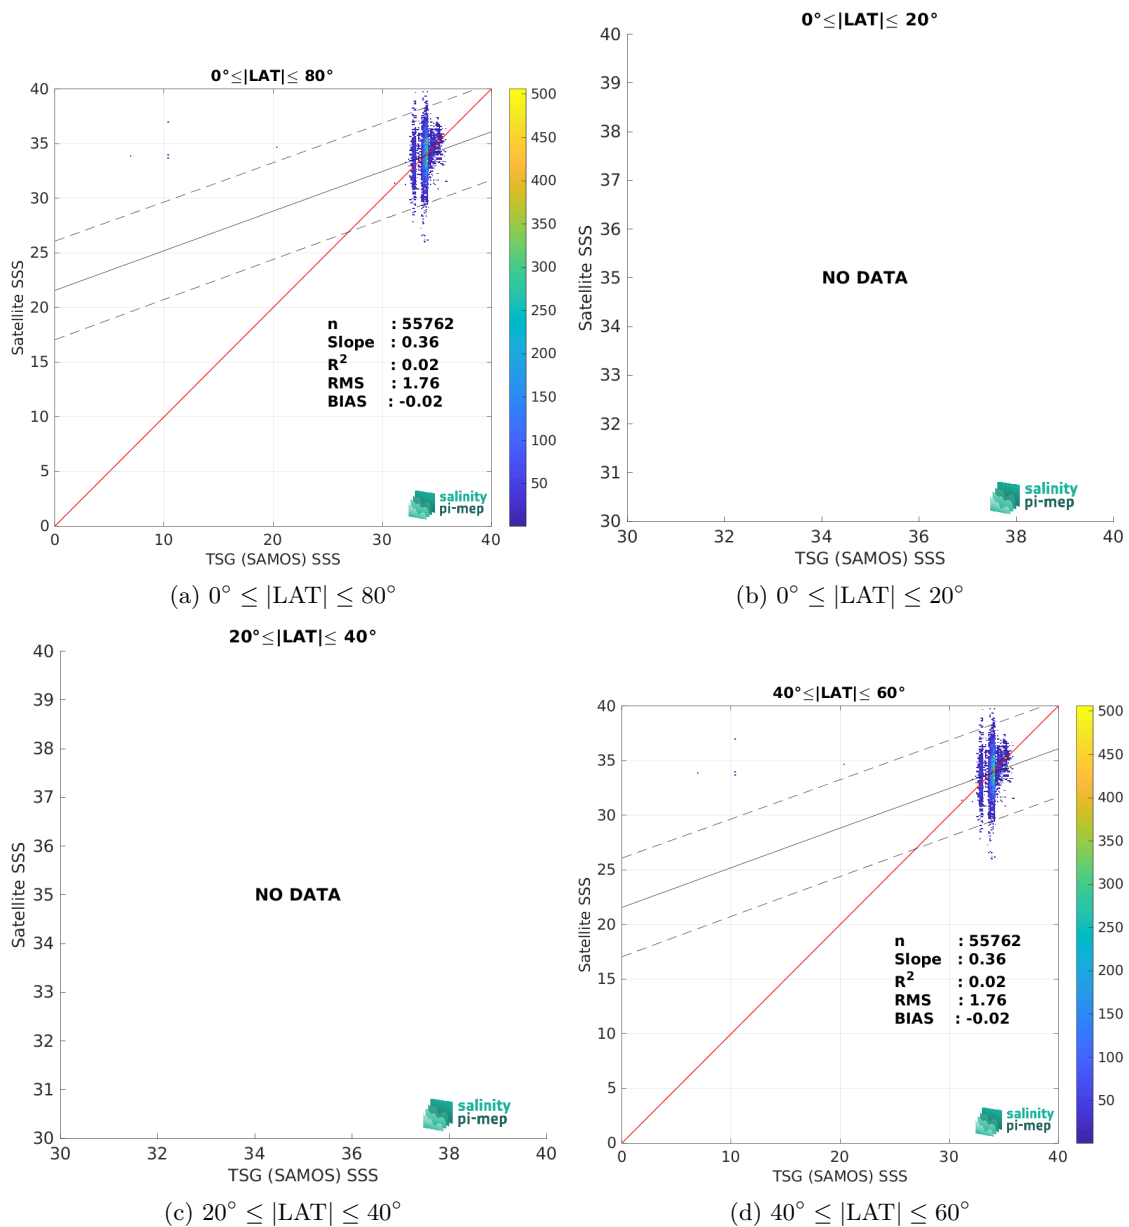 0°≤|LAT|≤ 80°
40
35
30
25
20
15
10
5
0
0
10
20
30
40
Satellite SSS
TSG (SAMOS) SSS
n : 55762
Slope : 0.36
R² : 0.02
RMS : 1.76
BIAS : -0.02
salinity
pi-mep
500
450
400
350
300
250
200
150
100
50
(a) 0° ≤ |LAT| ≤ 80°
0°≤|LAT|≤ 20°
40
39
38
37
36
35
34
33
32
31
30
30
32
34
36
38
40
Satellite SSS
TSG (SAMOS) SSS
NO DATA
salinity
pi-mep
(b) 0° ≤ |LAT| ≤ 20°
20°≤|LAT|≤ 40°
40
39
38
37
36
35
34
33
32
31
30
30
32
34
36
38
40
Satellite SSS
TSG (SAMOS) SSS
NO DATA
salinity
pi-mep
(c) 20° ≤ |LAT| ≤ 40°
40°≤|LAT|≤ 60°
40
35
30
25
20
15
10
5
0
0
10
20
30
40
Satellite SSS
TSG (SAMOS) SSS
n : 55762
Slope : 0.36
R² : 0.02
RMS : 1.76
BIAS : -0.02
salinity
pi-mep
500
450
400
350
300
250
200
150
100
50
(d) 40° ≤ |LAT| ≤ 60°